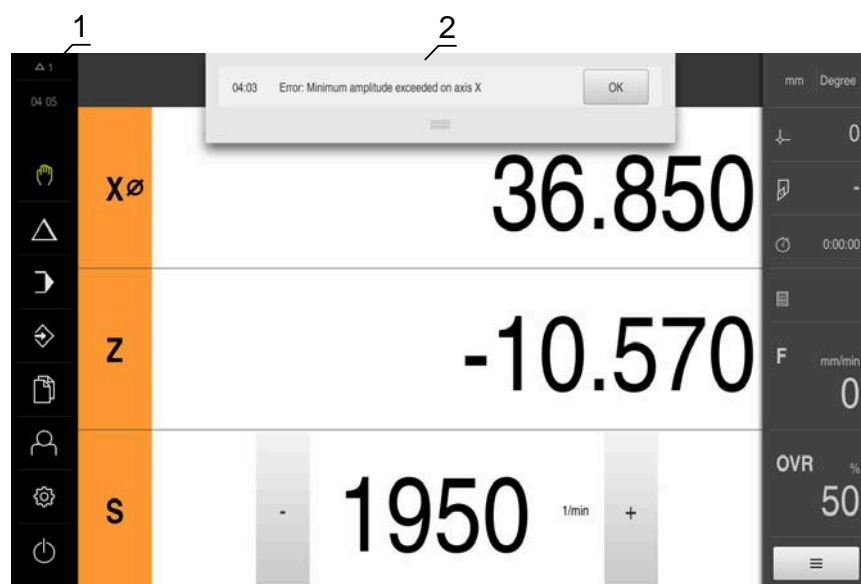 1
2
△ 1
04 05
04:03 Error: Minimum amplitude exceeded on axis X OK
mm Degree
0
-
0:00:00
X⌀ 36.850
Z -10.570
F mm/min
0
S - 1950 1/min +
OVR %
50